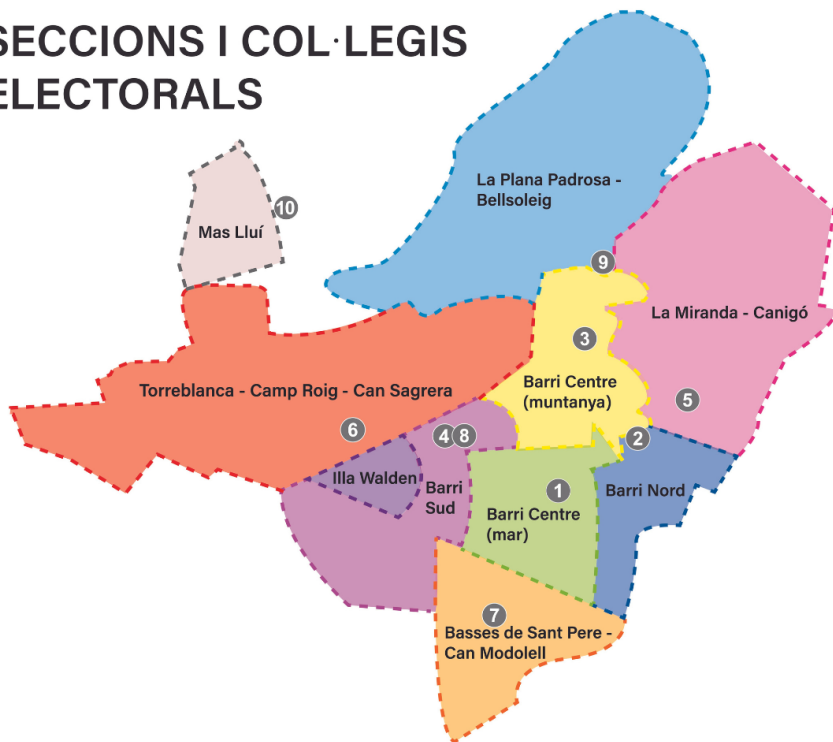 SECCIONS I COL·LEGIS
ELECTORALS
La Plana Padrosa -
Bellsoleig
10
Mas Lluí
9
La Miranda - Canigó
3
Torreblanca - Camp Roig - Can Sagrera
Barri Centre
(muntanya)
5
6
4 8
2
Illa Walden
Barri
Sud
1
Barri Nord
Barri Centre
(mar)
7
Basses de Sant Pere -
Can Modolell